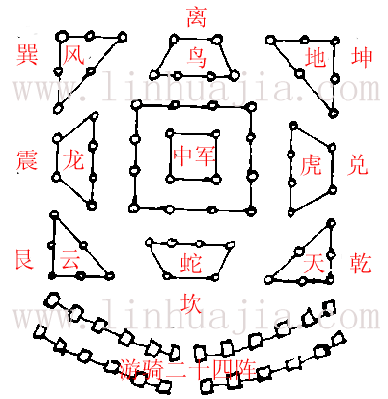 离
巽 风 鸟 地 坤
www.linhuajia.com
震 龙 中军 虎 兑
艮 云 蛇 天 乾
坎
www.linhuajia.com
游骑二十四阵